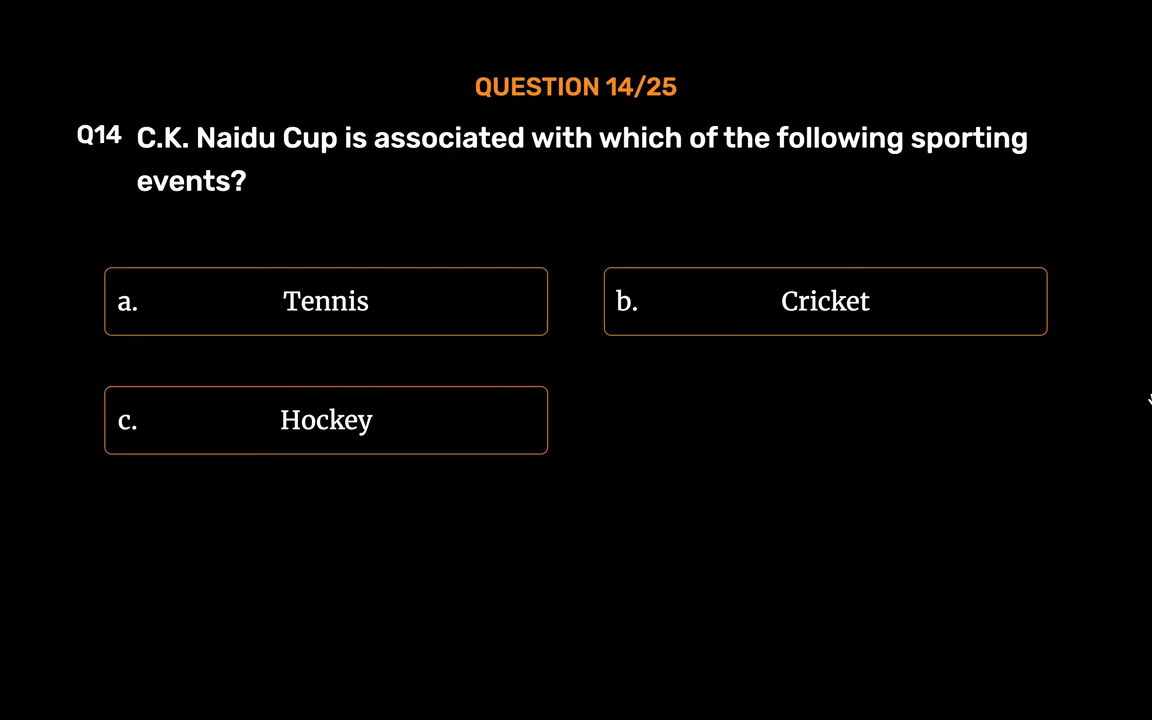 QUESTION 14/25
Q14 C.K. Naidu Cup is associated with which of the following sporting
events?
a. Tennis
b. Cricket
c. Hockey